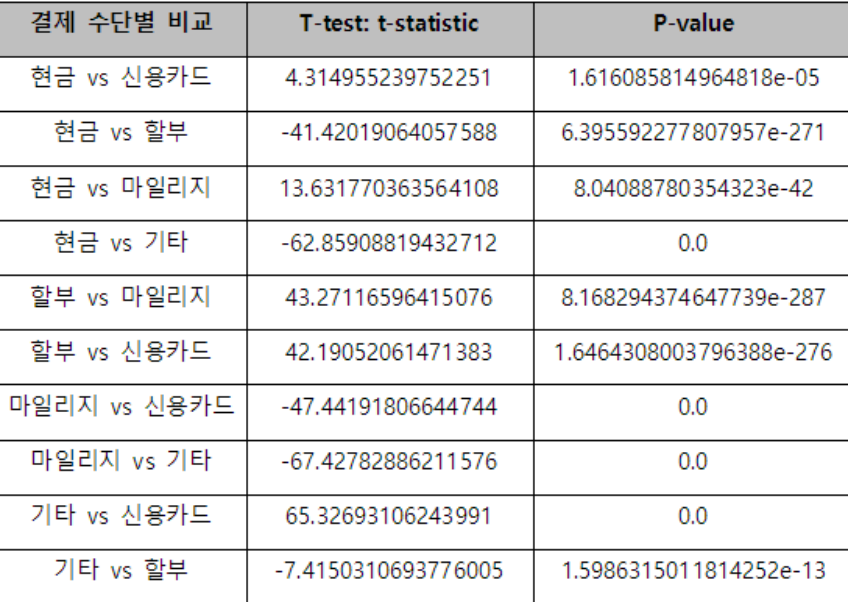 결제 수단별 비교 T-test: t-statistic P-value
현금 vs 신용카드 4.314955239752251 1.616085814964818e-05
현금 vs 할부 -41.42019064057588 6.395592277807957e-271
현금 vs 마일리지 13.631770363564108 8.04088780354323e-42
현금 vs 기타 -62.85908819432712 0.0
할부 vs 마일리지 43.27116596415076 8.168294374647739e-287
할부 vs 신용카드 42.19052061471383 1.6464308003796388e-276
마일리지 vs 신용카드 -47.44191806644744 0.0
마일리지 vs 기타 -67.42782886211576 0.0
기타 vs 신용카드 65.32693106243991 0.0
기타 vs 할부 -7.4150310693776005 1.5986315011814252e-13